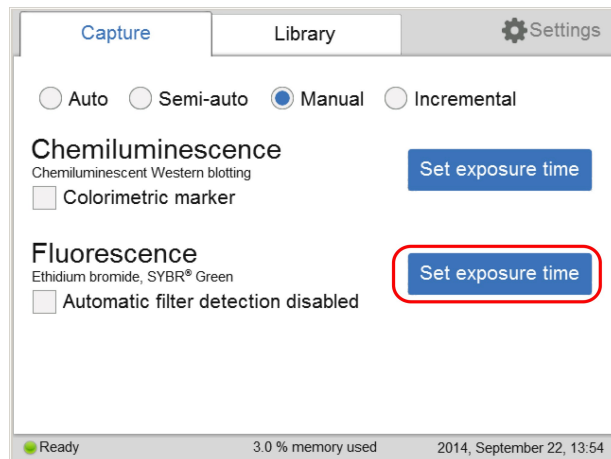 Capture Library Settings
Auto Semi-auto Manual Incremental
Chemiluminescence
Chemiluminescent Western blotting
Set exposure time
Colorimetric marker
Fluorescence
Ethidium bromide, SYBR® Green
Set exposure time
Automatic filter detection disabled
Ready 3.0 % memory used 2014, September 22, 13:54